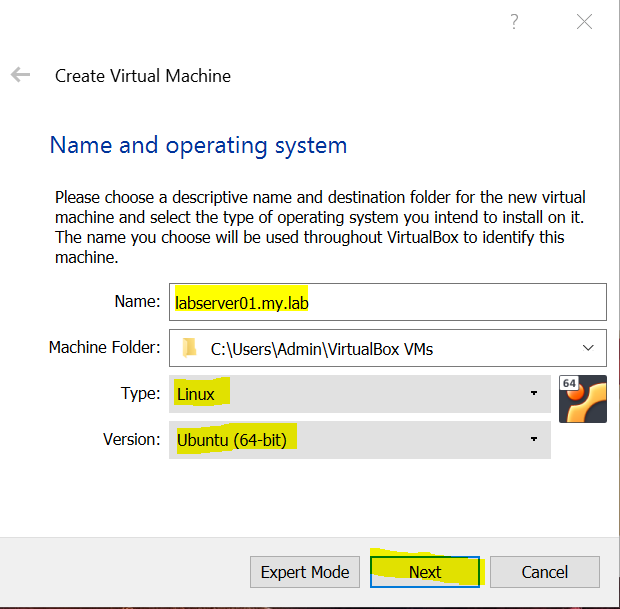 ?
Create Virtual Machine
Name and operating system
Please choose a descriptive name and destination folder for the new virtual
machine and select the type of operating system you intend to install on it.
The name you choose will be used throughout VirtualBox to identify this
machine.
Name: labserver01.my.lab
Machine Folder: C:\Users\Admin\VirtualBox VMs
Type: Linux
64
Version: Ubuntu (64-bit)
Expert Mode Next Cancel